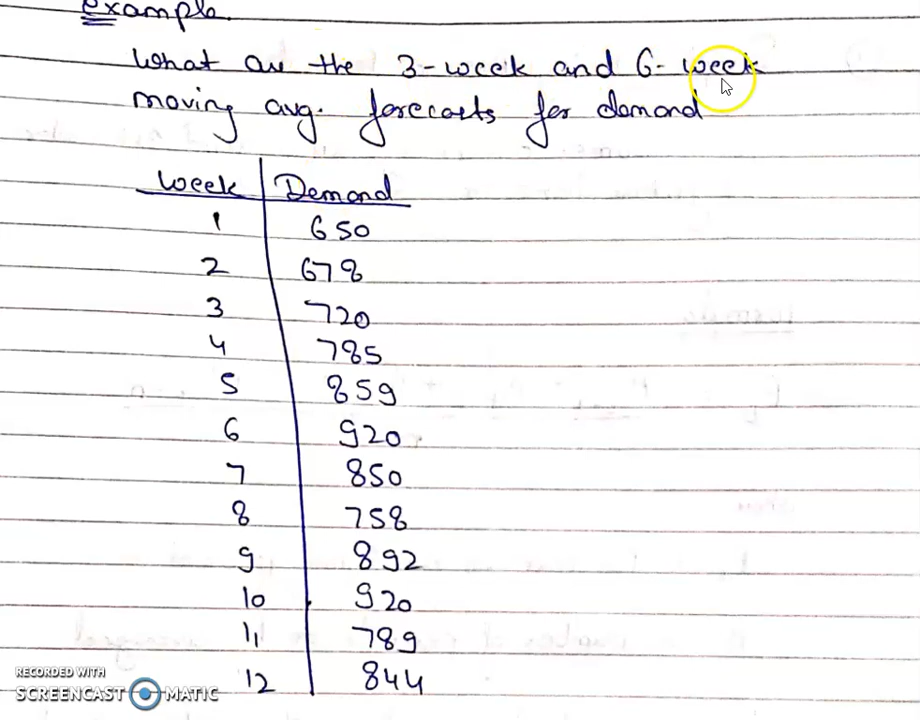 Example.
What are the 3-week and 6-week
moving avg. forecasts for demand
Week Demand
1 650
2 678
3 720
4 785
5 859
6 920
7 850
8 758
9 892
10 920
11 789
12 844
RECORDED WITH
SCREENCAST MATIC